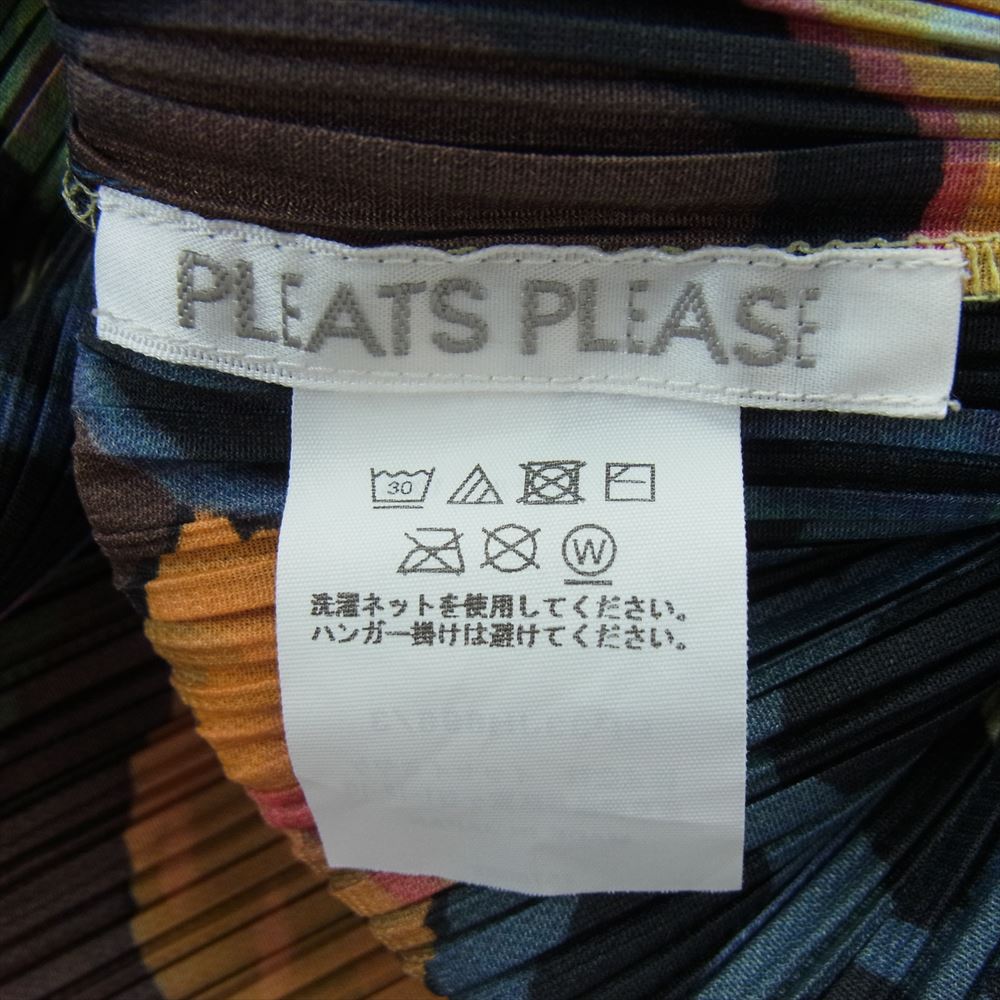 PLEATS PLEASE
30
W
洗濯ネットを使用してください。
ハンガー掛けは避けてください。